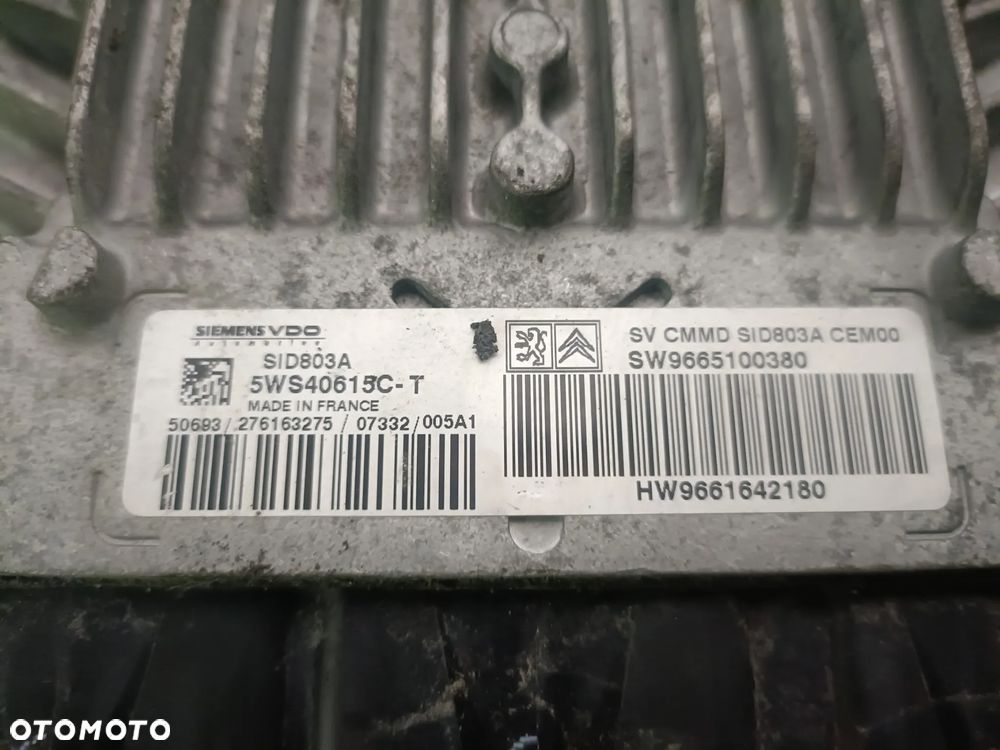 SIEMENS VDO
automotive
SID803A
5WS40615C-T
MADE IN FRANCE
50693/276163275/07332/005A1
SV CMMD SID803A CEM00
SW9665100380
HW9661642180
OTOMOTO